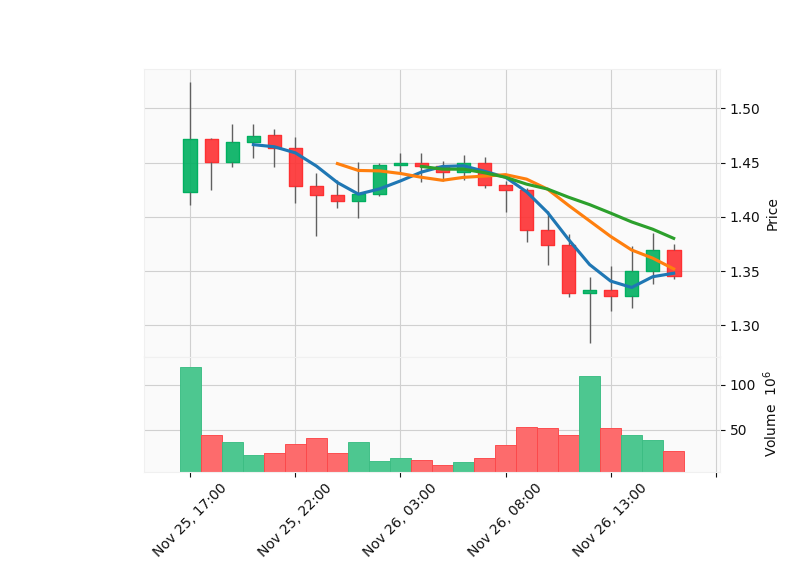 1.50
1.45
1.40
1.35
1.30
Price
100
50
Volume 10^6
Nov 25, 17:00
Nov 25, 22:00
Nov 26, 03:00
Nov 26, 08:00
Nov 26, 13:00